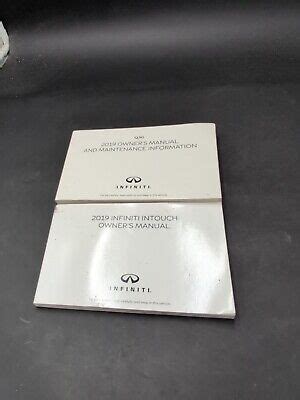 2019 OWNER'S MANUAL
AND MAINTENANCE INFORMATION
INFINITI
2019 INFINITI INTOUCH
OWNER'S MANUAL
INFINITI